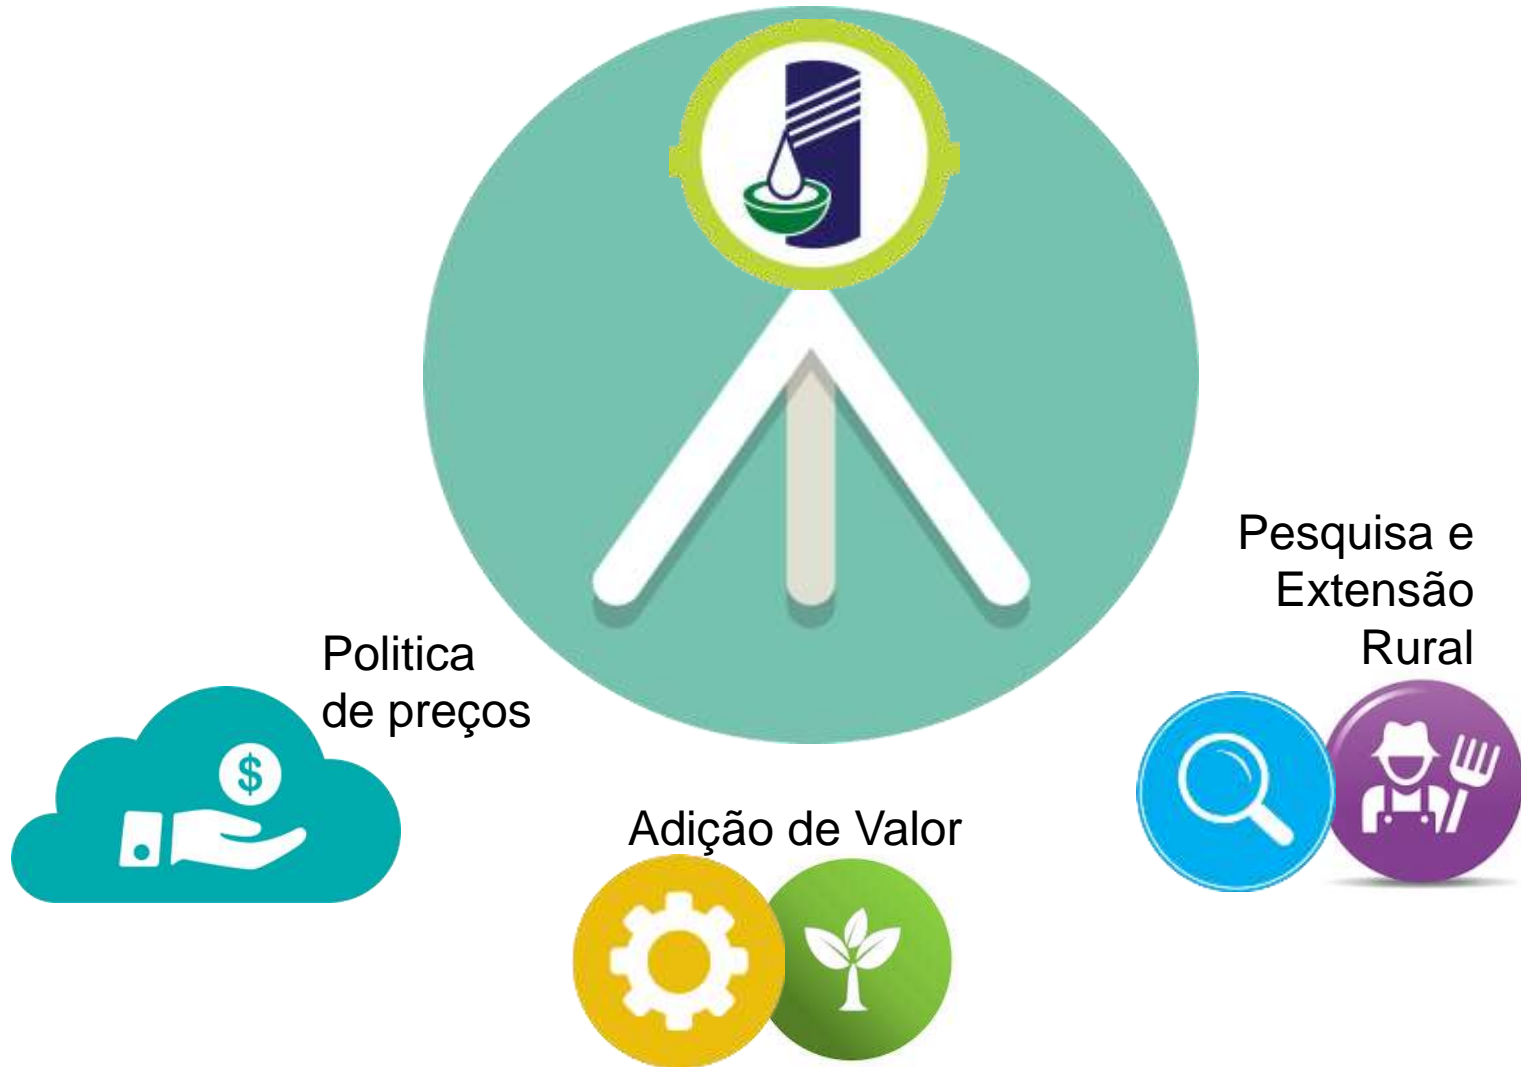 Politica
de preços
$
Adição de Valor
Pesquisa e
Extensão
Rural